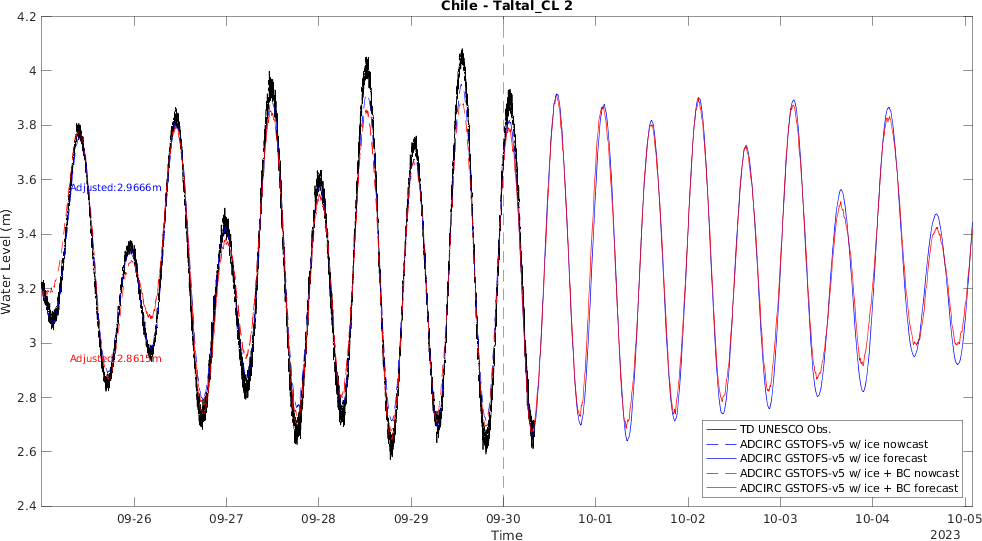 Chile - Taltal_CL 2
4.2
4
3.8
3.6
3.4
3.2
3
2.8
2.6
2.4
Water Level (m)
Adjusted:2.9666m
Adjusted:2.8615m
TD UNESCO Obs.
ADCIRC GSTOFS-v5 w/ ice nowcast
ADCIRC GSTOFS-v5 w/ ice forecast
ADCIRC GSTOFS-v5 w/ ice + BC nowcast
ADCIRC GSTOFS-v5 w/ ice + BC forecast
09-26 09-27 09-28 09-29 09-30 10-01 10-02 10-03 10-04 10-05
Time
2023